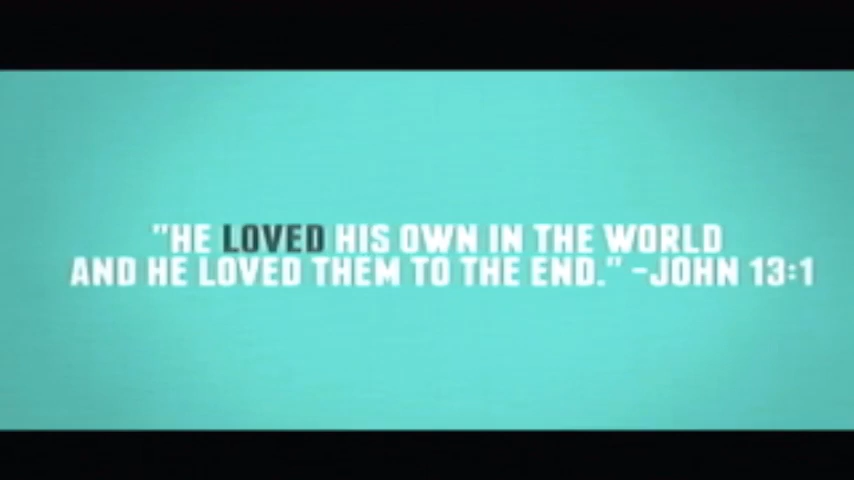 "HE LOVED HIS OWN IN THE WORLD
AND HE LOVED THEM TO THE END." -JOHN 13:1